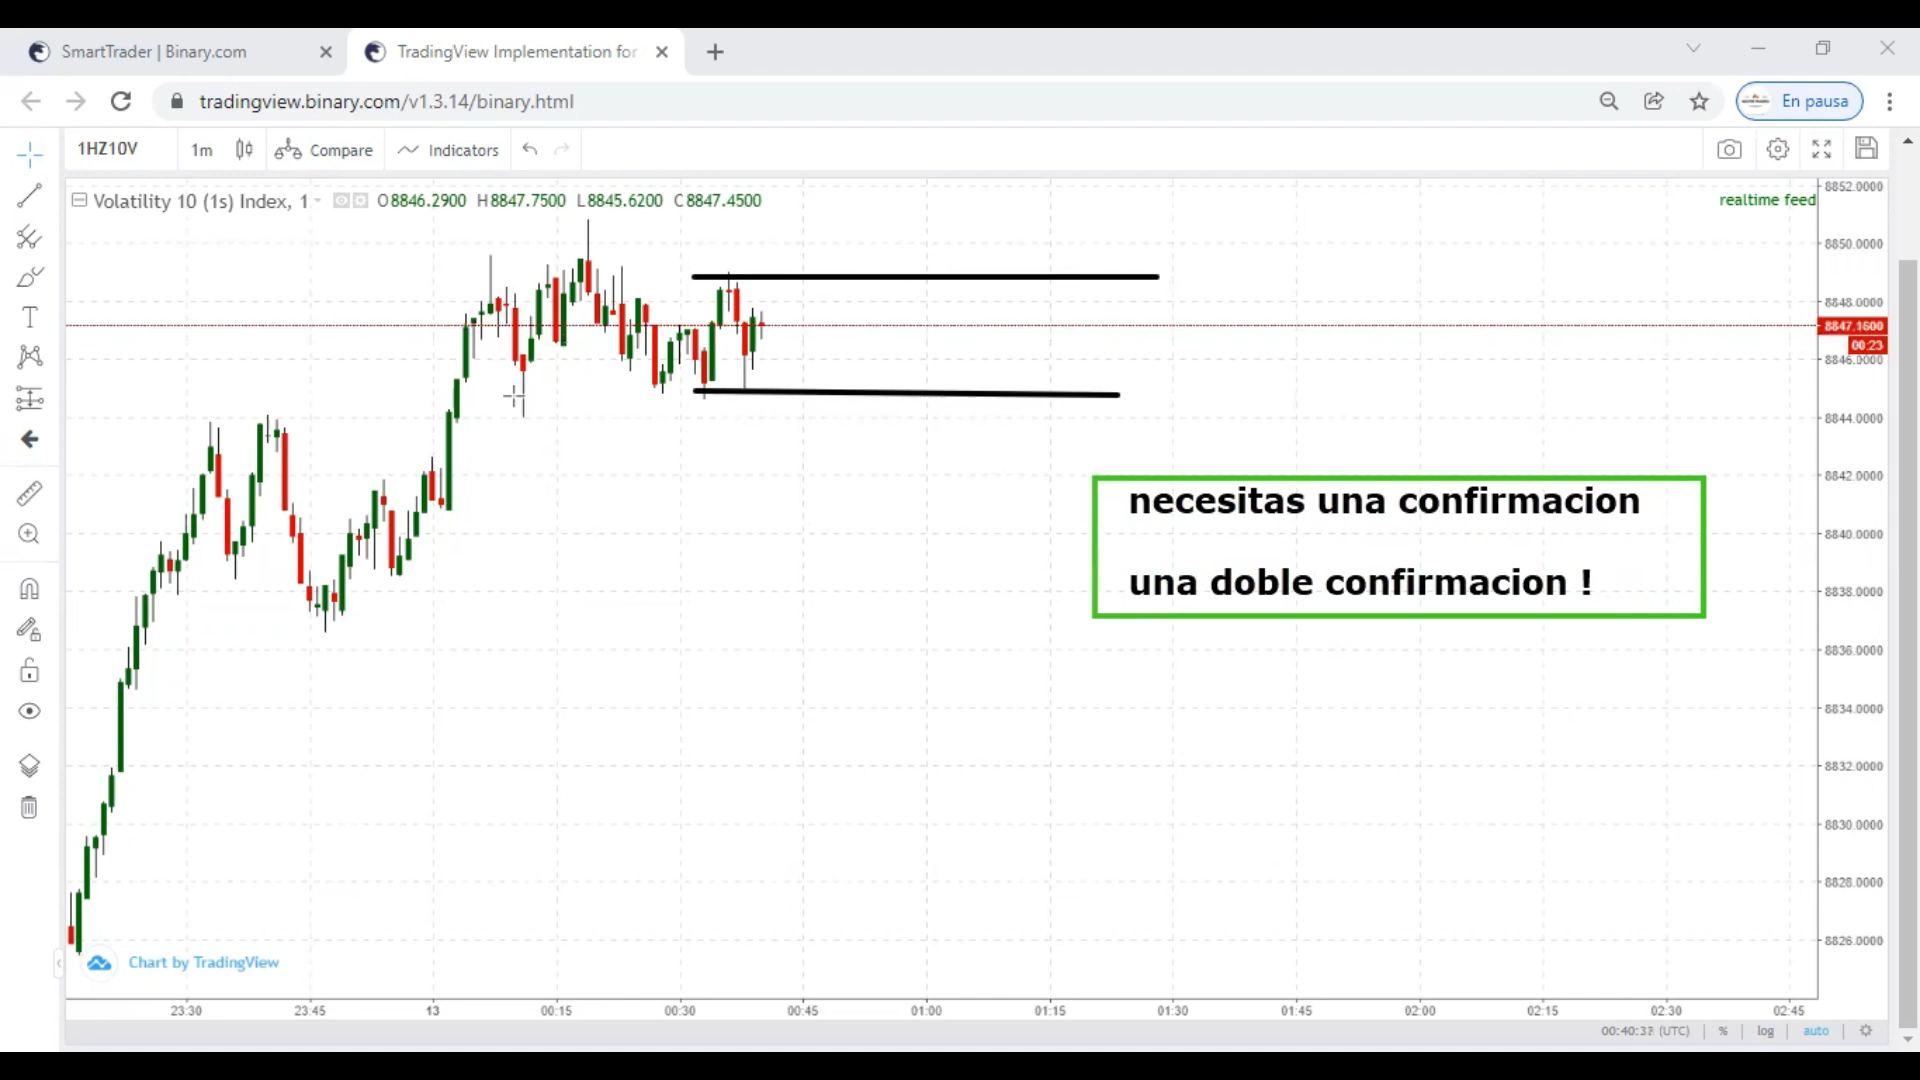 SmartTrader | Binary.com
TradingView Implementation for
tradingview.binary.com/v1.3.14/binary.html
En pausa
1HZ10V
1m
Compare
Indicators
Volatility 10 (1s) Index, 1
O8846.2900 H8847.7500 L8845.6200 C8847.4500
realtime feed
8852.0000
8850.0000
8848.0000
8847.1600
00:23
8846.0000
8844.0000
8842.0000
8840.0000
8838.0000
8836.0000
8834.0000
8832.0000
8830.0000
8828.0000
8826.0000
necesitas una confirmacion
una doble confirmacion !
Chart by TradingView
23:30 23:45 13 00:15 00:30 00:45 01:00 01:15 01:30 01:45 02:00 02:15 02:30 02:45
(UTC) % log auto